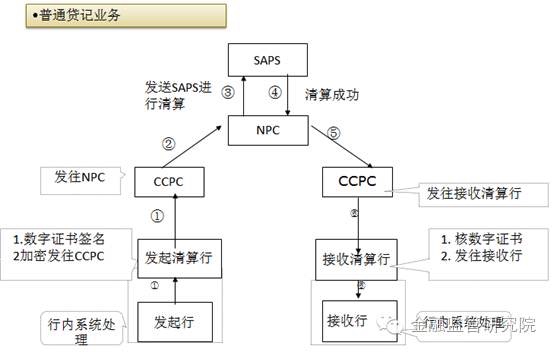 •普通贷记业务
SAPS
发送SAPS进
行清算
③
④
清算成功
NPC
②
⑤
发往NPC
CCPC
CCPC
发往接收清算行
①
⑥
1.数字证书签名
2加密发往CCPC
发起清算行
接收清算行
1. 核数字证书
2. 发往接收行
①
行内系统处
理
发起行
接收行
行内系统处理
金融监管研究院